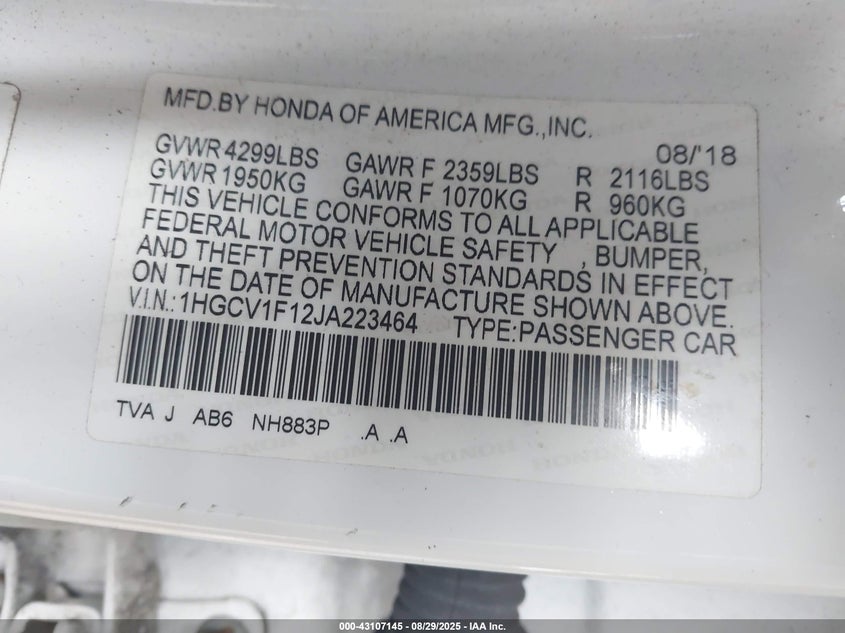 MFD.BY HONDA OF AMERICA MFG.,INC.
08/'18
GVWR 4299LBS GAWR F 2359LBS R 2116LBS
GVWR 1950KG GAWR F 1070KG R 960KG
THIS VEHICLE CONFORMS TO ALL APPLICABLE
FEDERAL MOTOR VEHICLE SAFETY , BUMPER,
AND THEFT PREVENTION STANDARDS IN EFFECT
ON THE DATE OF MANUFACTURE SHOWN ABOVE.
V.I.N.:1HGCV1F12JA223464 TYPE:PASSENGER CAR
TVA J AB6 NH883P .A .A
HONDA HONDA
000-43107145 - 08/29/2025 - IAA Inc.